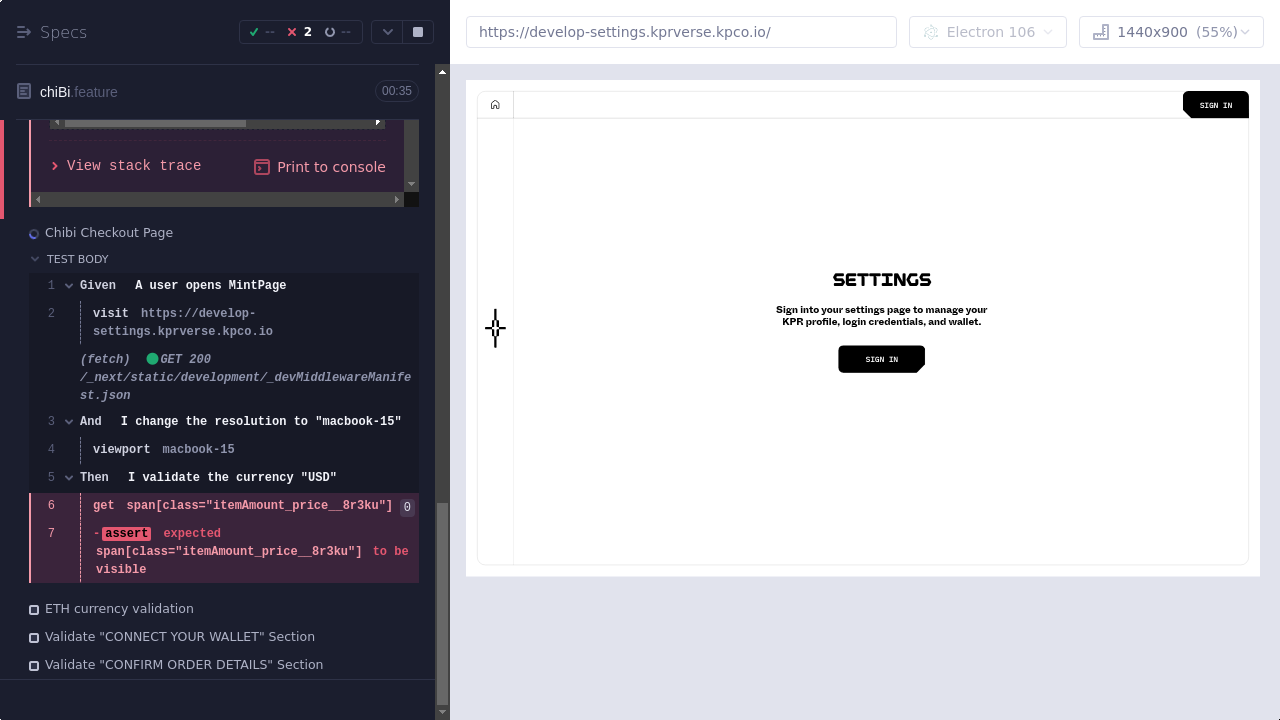 Specs
-- 2 --
chiBi.feature
00:35
View stack trace
Print to console
Chibi Checkout Page
TEST BODY
1 Given A user opens MintPage
2 visit https://develop-
settings.kprverse.kpco.io
(fetch) GET 200
/_next/static/development/_devMiddlewareManife
st.json
3 And I change the resolution to "macbook-15"
4 viewport macbook-15
5 Then I validate the currency "USD"
6 get span[class="itemAmount_price__8r3ku"] 0
7 -assert expected
span[class="itemAmount_price__8r3ku"] to be
visible
ETH currency validation
Validate "CONNECT YOUR WALLET" Section
Validate "CONFIRM ORDER DETAILS" Section
https://develop-settings.kprverse.kpco.io/
Electron 106
1440x900 (55%)
SIGN IN
SETTINGS
Sign into your settings page to manage your
KPR profile, login credentials, and wallet.
SIGN IN